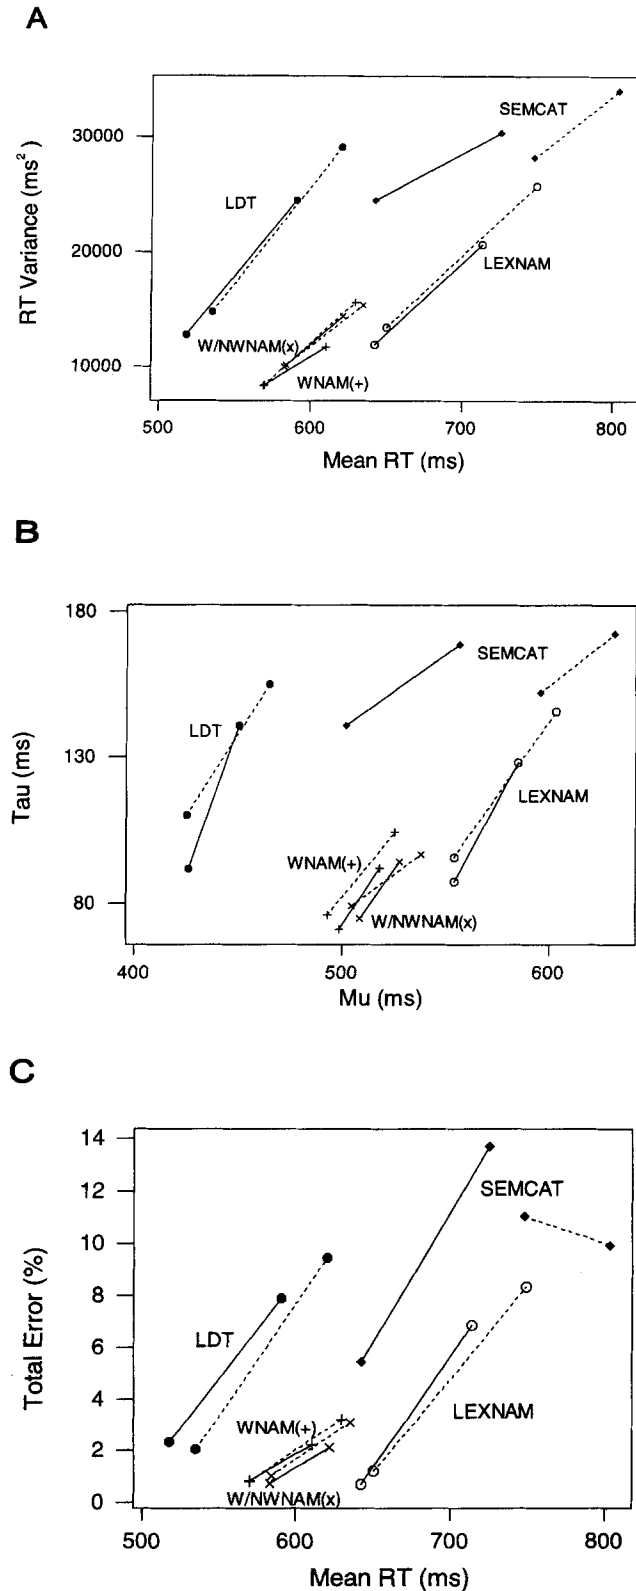 A
RT Variance (ms²)
30000
20000
10000
SEMCAT
LDT
LEXNAM
W/NWNAM(x)
WNAM(+)
500 600 700 800
Mean RT (ms)
B
Tau (ms)
180
130
80
SEMCAT
LDT
LEXNAM
WNAM(+)
W/NWNAM(x)
400 500 600
Mu (ms)
C
Total Error (%)
14
12
10
8
6
4
2
0
SEMCAT
LDT
LEXNAM
WNAM(+)
W/NWNAM(x)
500 600 700 800
Mean RT (ms)